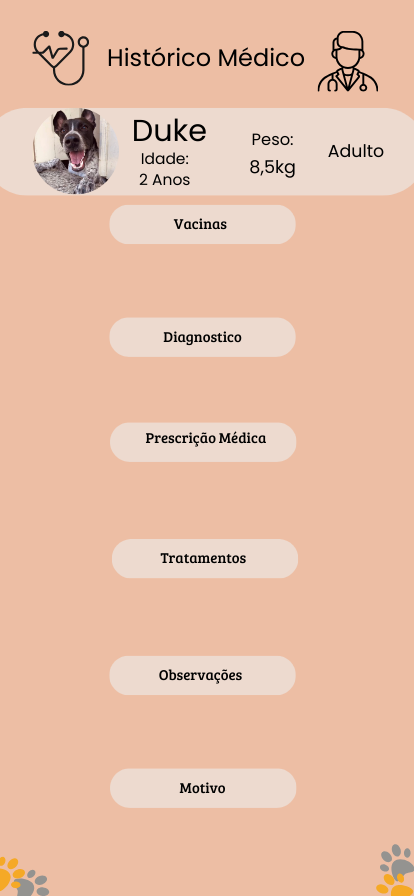 Histórico Médico
Duke
Idade:
2 Anos
Peso:
8,5kg
Adulto
Vacinas
Diagnostico
Prescrição Médica
Tratamentos
Observações
Motivo